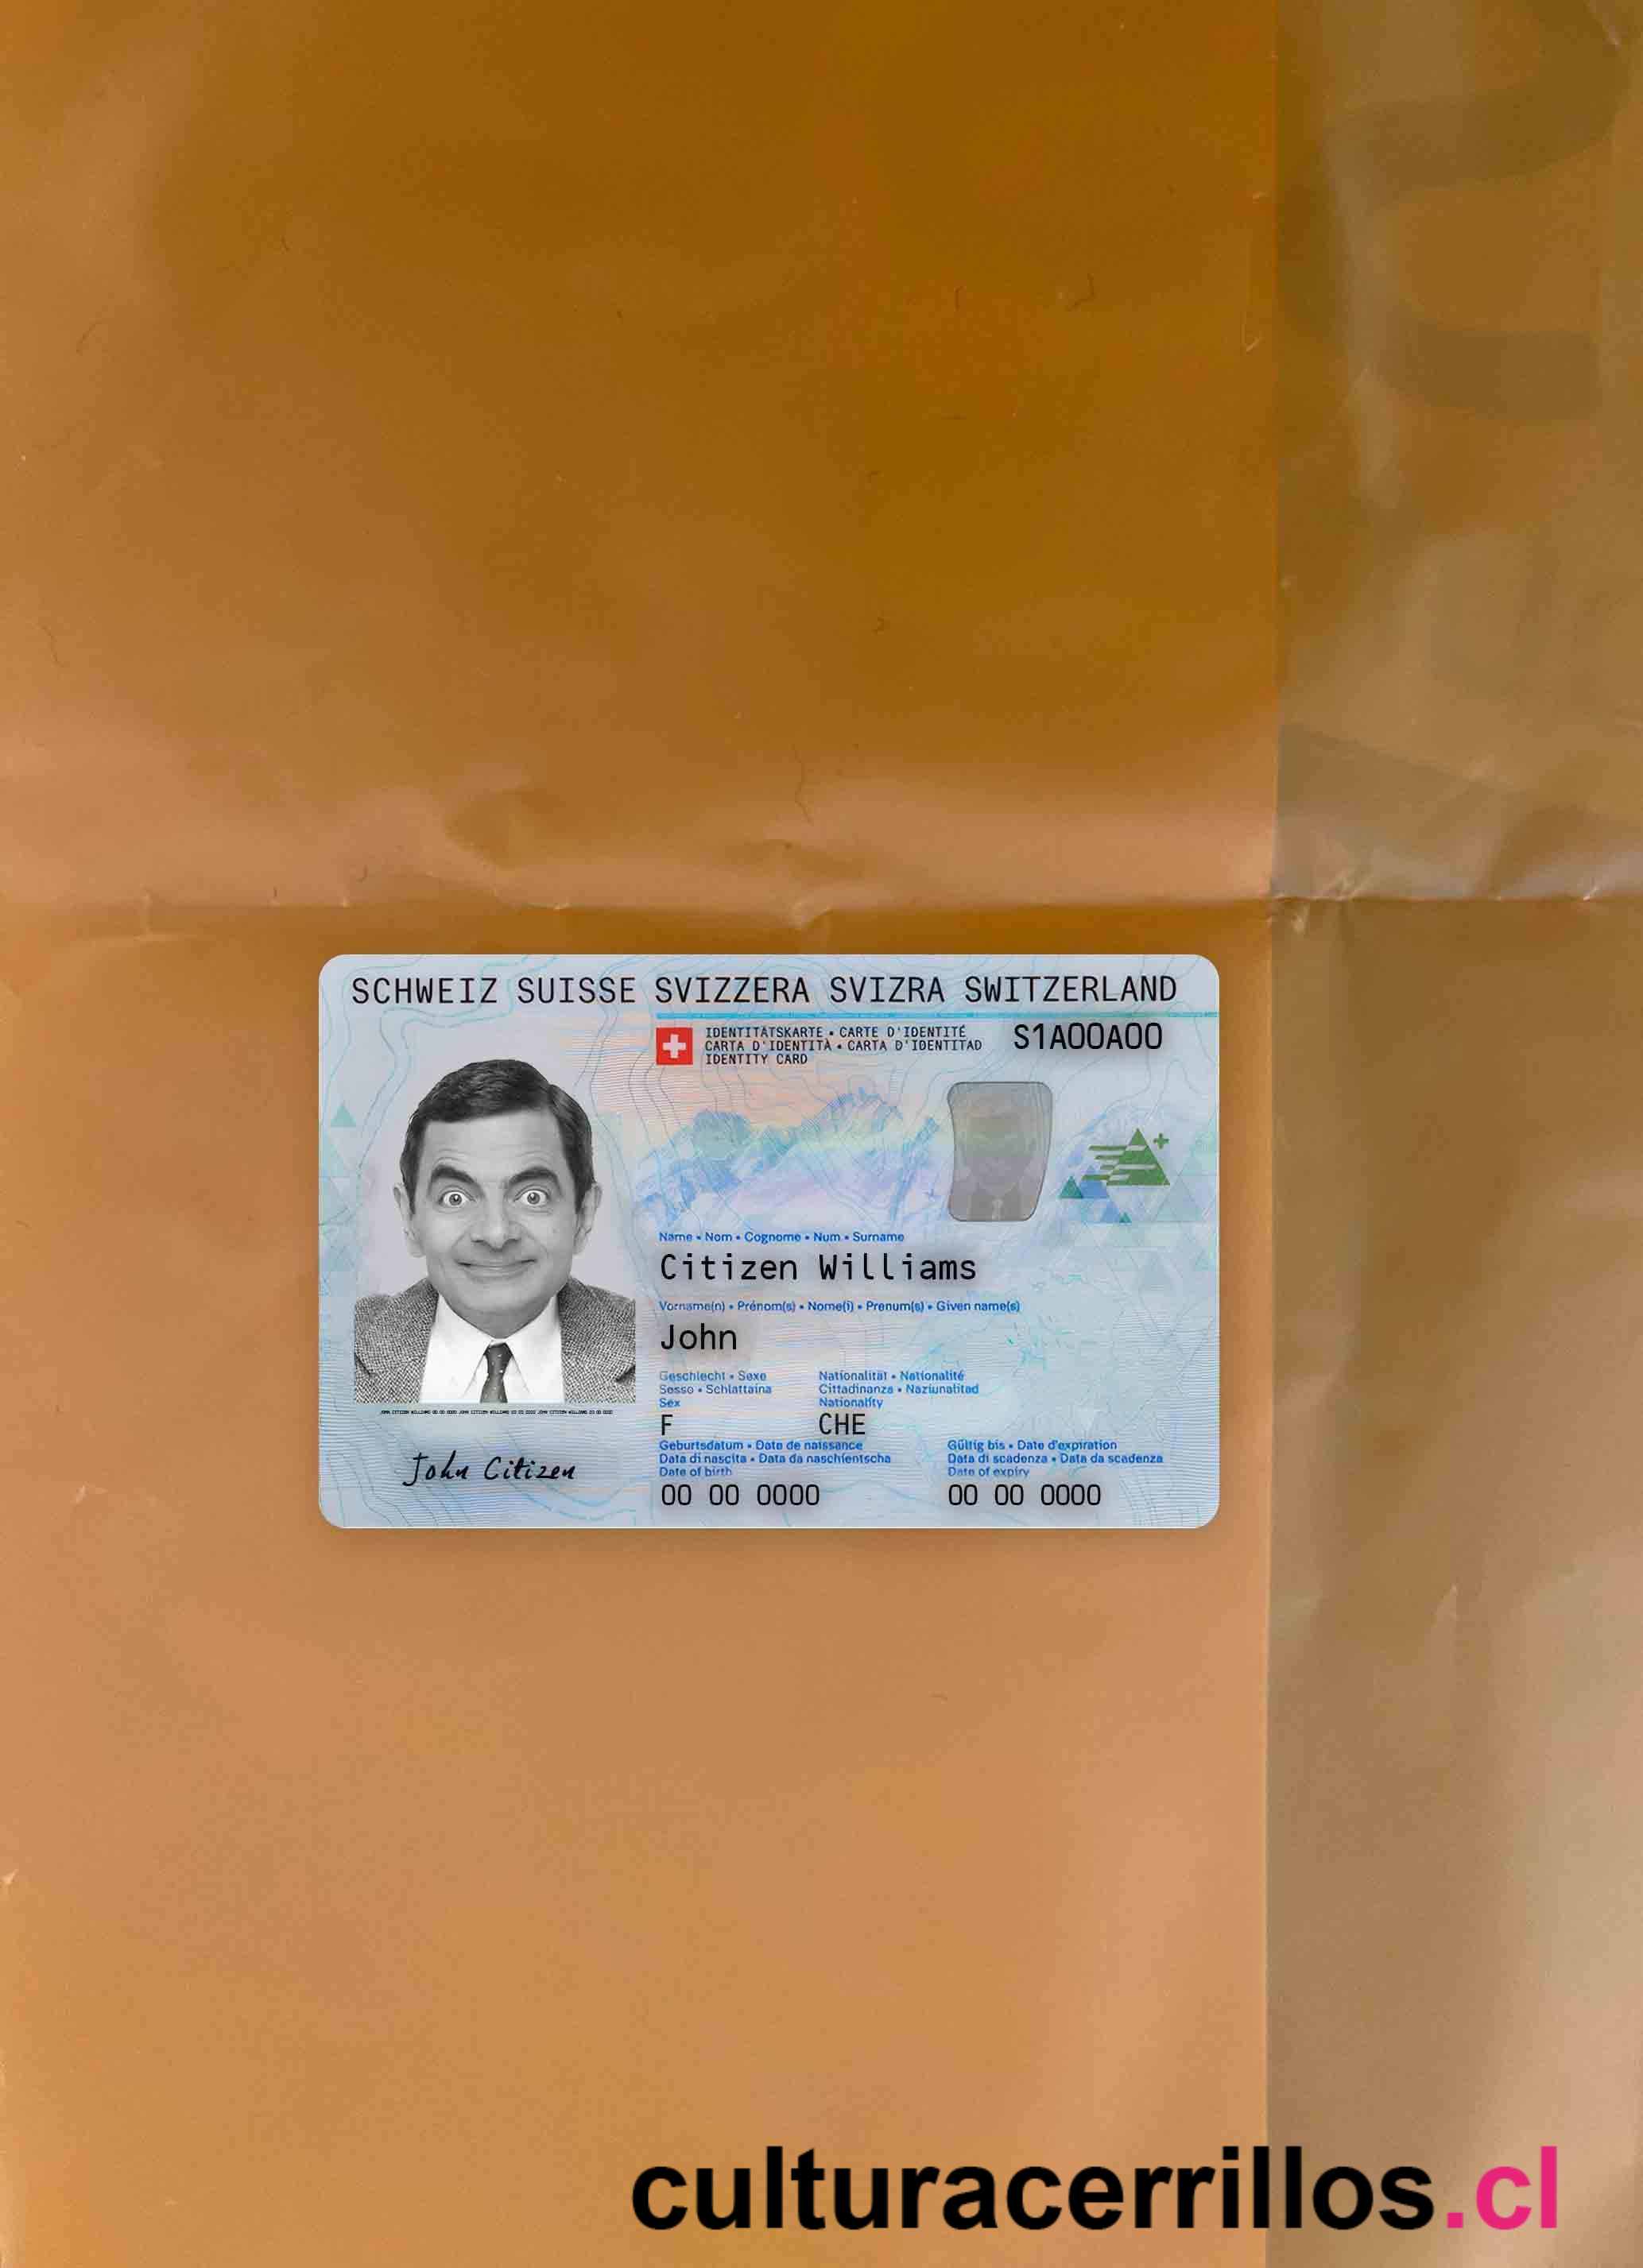 SCHWEIZ SUISSE SVIZZERA SVIZRA SWITZERLAND
IDENTITÄTSKARTE • CARTE D'IDENTITÉ
CARTA D'IDENTITÀ • CARTA D'IDENTITAD
IDENTITY CARD
S1A00A00
Name • Nom • Cognome • Num • Surname
Citizen Williams
Vorname(n) • Prénom(s) • Nome(i) • Prenum(s) • Given name(s)
John
Geschlecht • Sexe
Sesso • Schlattaina
Sex
F
Nationalität • Nationalité
Cittadinanza • Naziunalitad
Nationality
CHE
Geburtsdatum • Date de naissance
Data di nascita • Data da naschientscha
Date of birth
00 00 0000
Gültig bis • Date d'expiration
Data di scadenza • Data da scadenza
Date of expiry
00 00 0000
John Citizen
culturacerrillos.cl